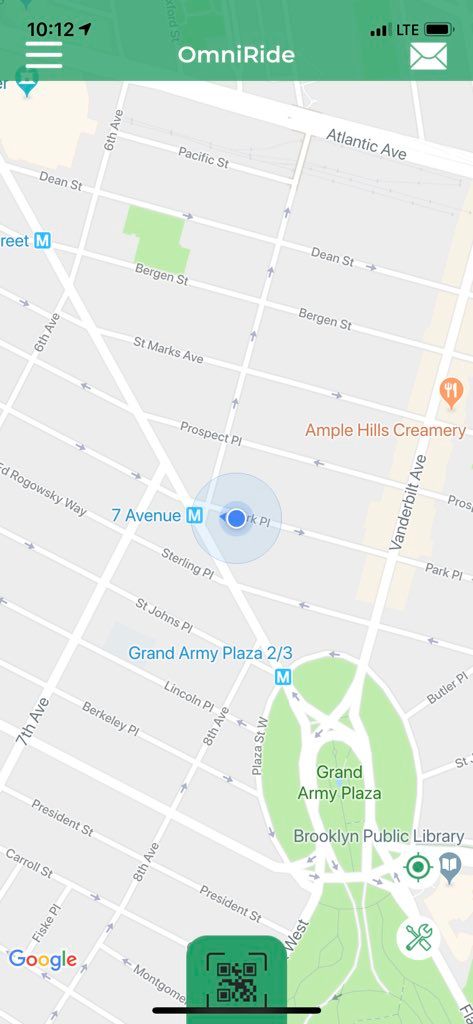 10:12
LTE
OmniRide
6th Ave
Atlantic Ave
Pacific St
Dean St
reet M
Dean St
Bergen St
Bergen St
6th Ave
St Marks Ave
Ample Hills Creamery
Prospect Pl
Vanderbilt Ave
7 Avenue M
Park Pl
Sterling Pl
Park Pl
St Johns Pl
Grand Army Plaza 2/3
M
Lincoln Pl
Butler Pl
7th Ave
Berkeley Pl
8th Ave
Plaza St W
Grand
Army Plaza
President St
Brooklyn Public Library
Carroll St
8th Ave
President St
Fiske Pl
West
Google